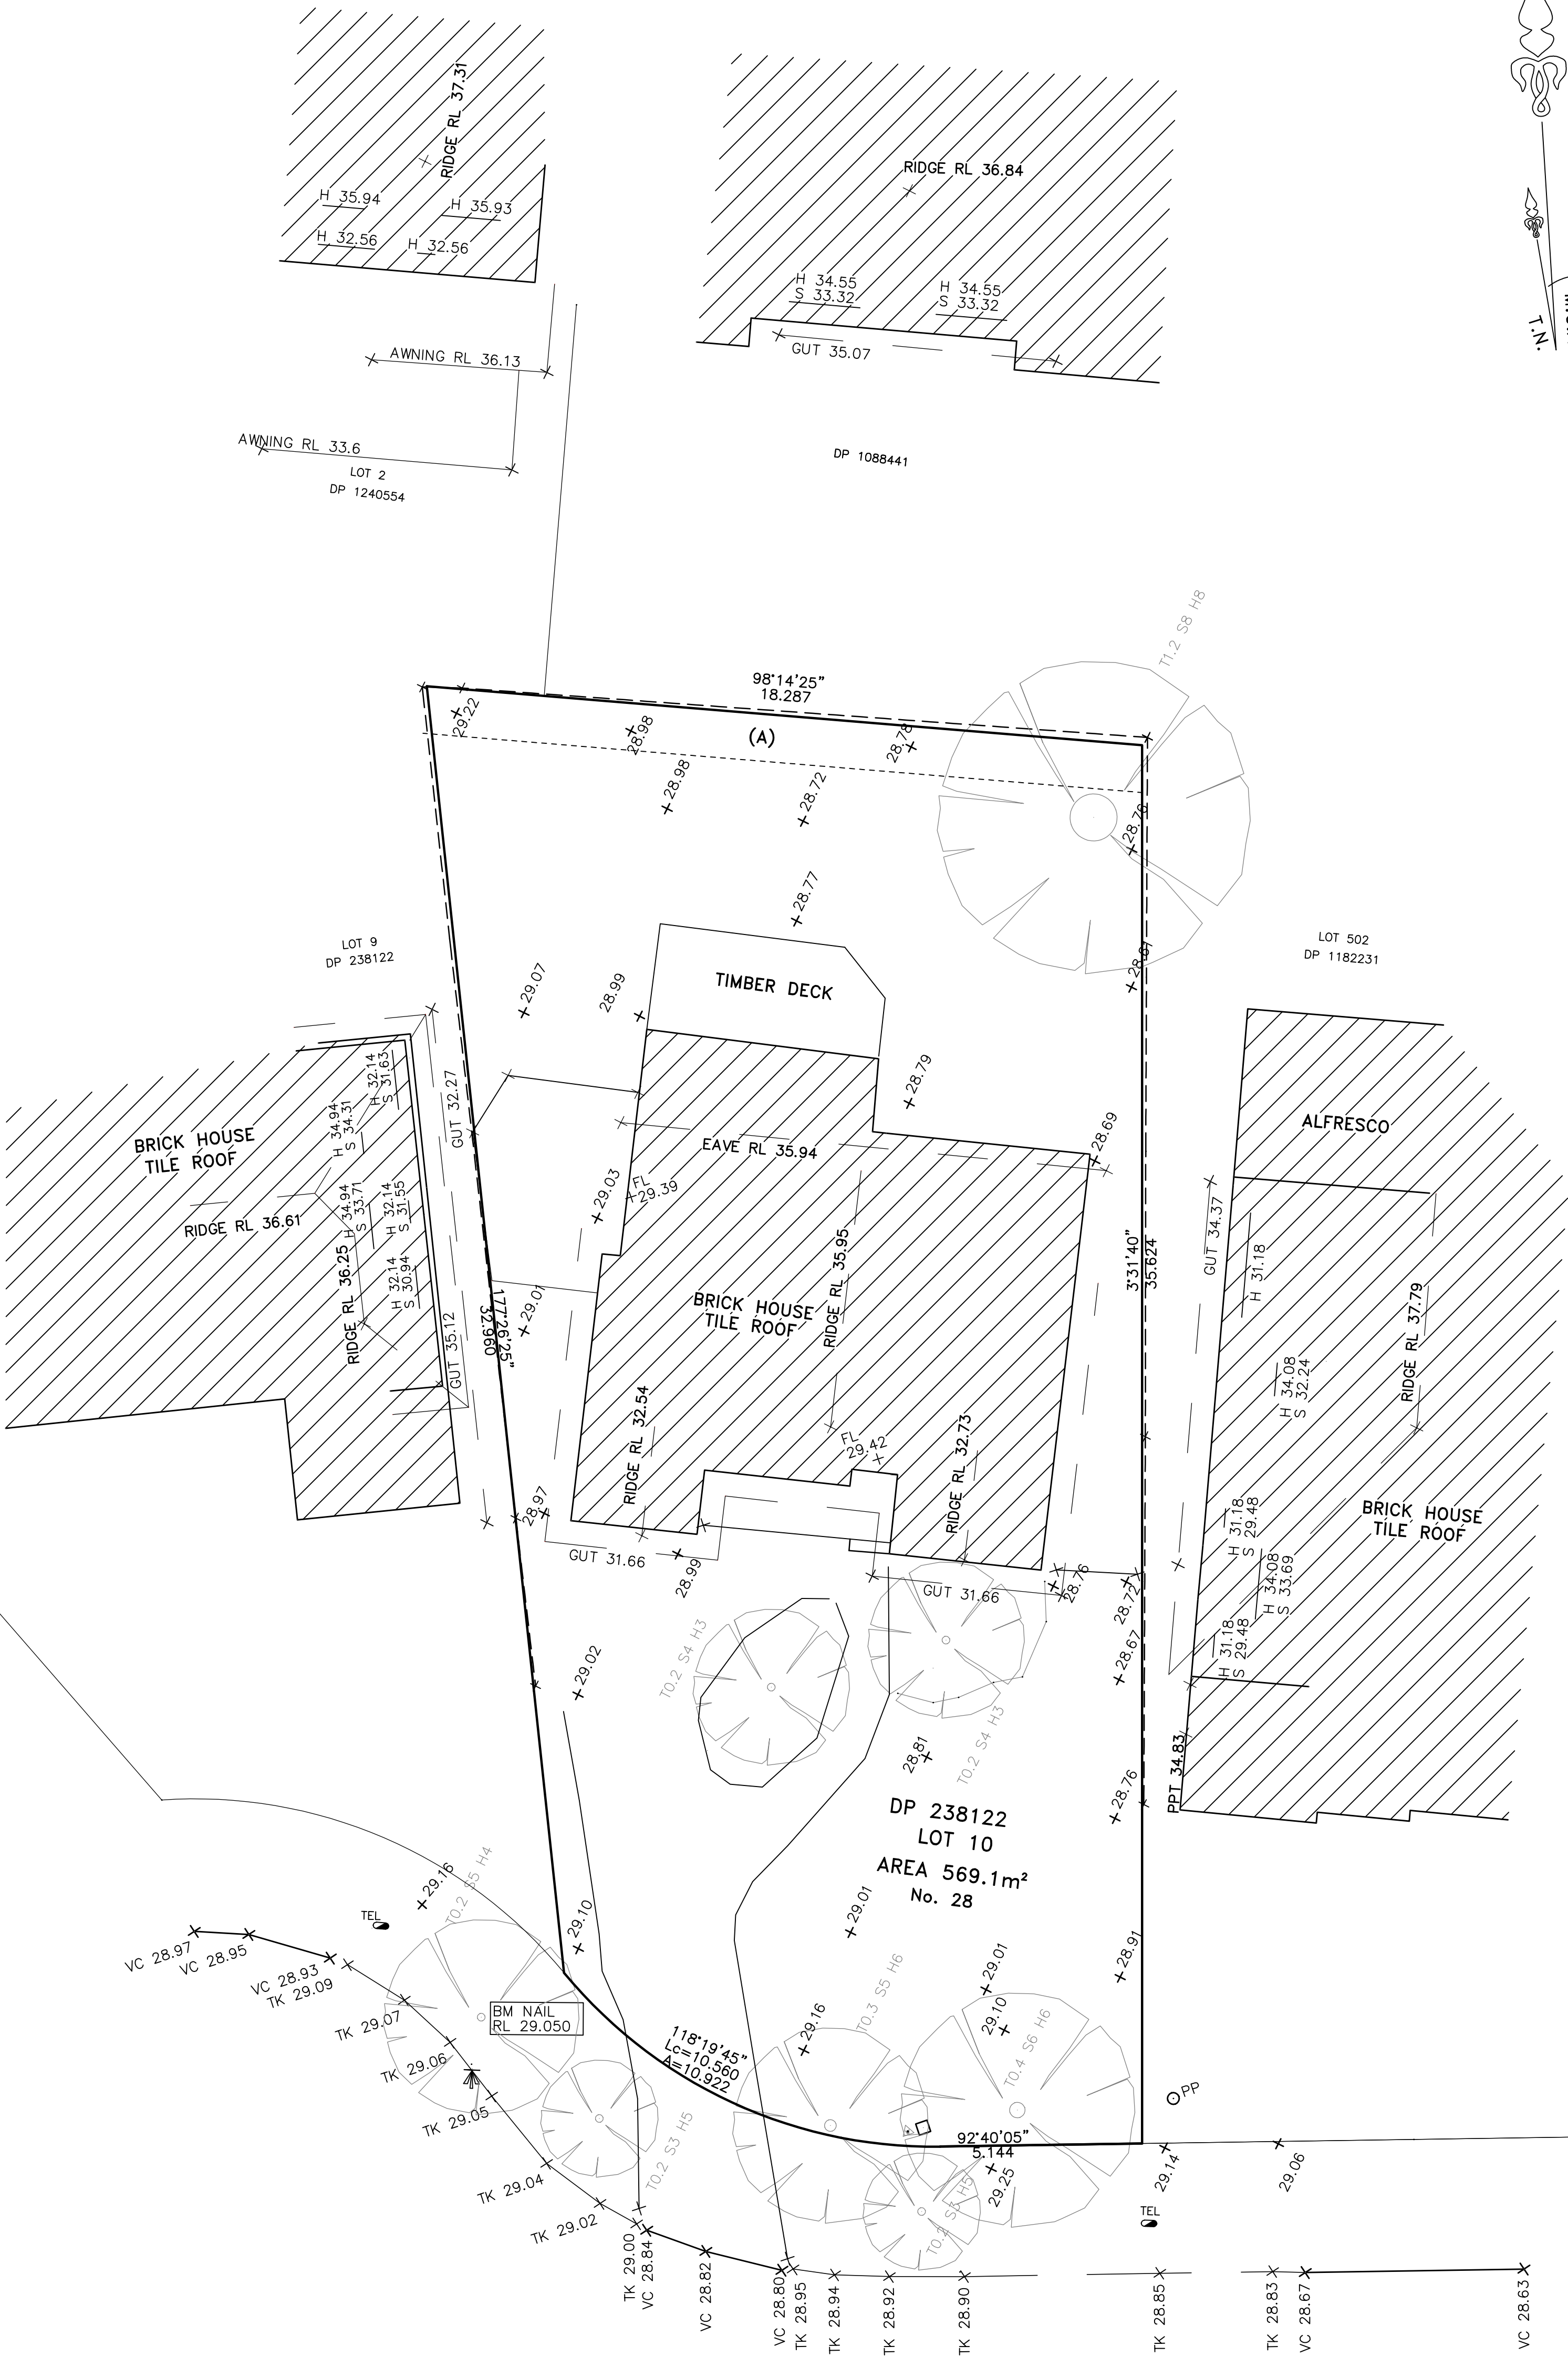 RIDGE RL 37.31
H 35.94
H 35.93
H 32.56
H 32.56
RIDGE RL 36.84
H 34.55
S 33.32
H 34.55
S 33.32
GUT 35.07
T.N.
AWNING RL 36.13
AWNING RL 33.6
LOT 2
DP 1240554
DP 1088441
T1.2 S8 H8
98°14'25"
18.287
29.22
28.98
(A)
28.78
28.98
28.72
28.77
LOT 9
DP 238122
LOT 502
DP 1182231
29.07
28.99
TIMBER DECK
28.79
28.69
BRICK HOUSE
TILE ROOF
H 32.14
S 31.63
H 34.94
S 34.31
GUT 32.27
H 34.94
S 33.71
H 32.14
S 31.55
RIDGE RL 36.61
RIDGE RL 36.25
H 32.14
S 30.94
GUT 35.12
177°26'25"
32.960
29.01
29.03
FL
29.39
EAVE RL 35.94
RIDGE RL 35.95
BRICK HOUSE
TILE ROOF
RIDGE RL 32.54
FL
29.42
RIDGE RL 32.73
3°31'40"
35.624
ALFRESCO
GUT 34.37
H 31.18
RIDGE RL 37.79
H 34.08
S 32.24
H 31.18
S 29.48
H 34.08
S 33.69
H 31.18
S 29.48
BRICK HOUSE
TILE ROOF
PPT 34.83
28.97
GUT 31.66
28.99
GUT 31.66
28.76
28.72
28.67
29.02
T0.2 S4 H3
28.81
T0.2 S4 H3
28.76
DP 238122
LOT 10
AREA 569.1m²
No. 28
29.16
T0.2 S5 H4
TEL
29.10
29.01
29.01
28.91
VC 28.97
VC 28.95
VC 28.93
TK 29.09
TK 29.07
TK 29.06
TK 29.05
TK 29.04
TK 29.02
TK 29.00
VC 28.84
BM NAIL
RL 29.050
118°19'45"
Lc=10.560
A=10.922
29.16
T0.3 S5 H6
29.10
T0.4 S6 H6
PP
92°40'05"
5.144
29.25
T0.2 S3 H5
T0.2 S3 H5
29.14
29.06
TEL
VC 28.82
VC 28.80
TK 28.95
TK 28.94
TK 28.92
TK 28.90
TK 28.85
TK 28.83
VC 28.67
VC 28.63